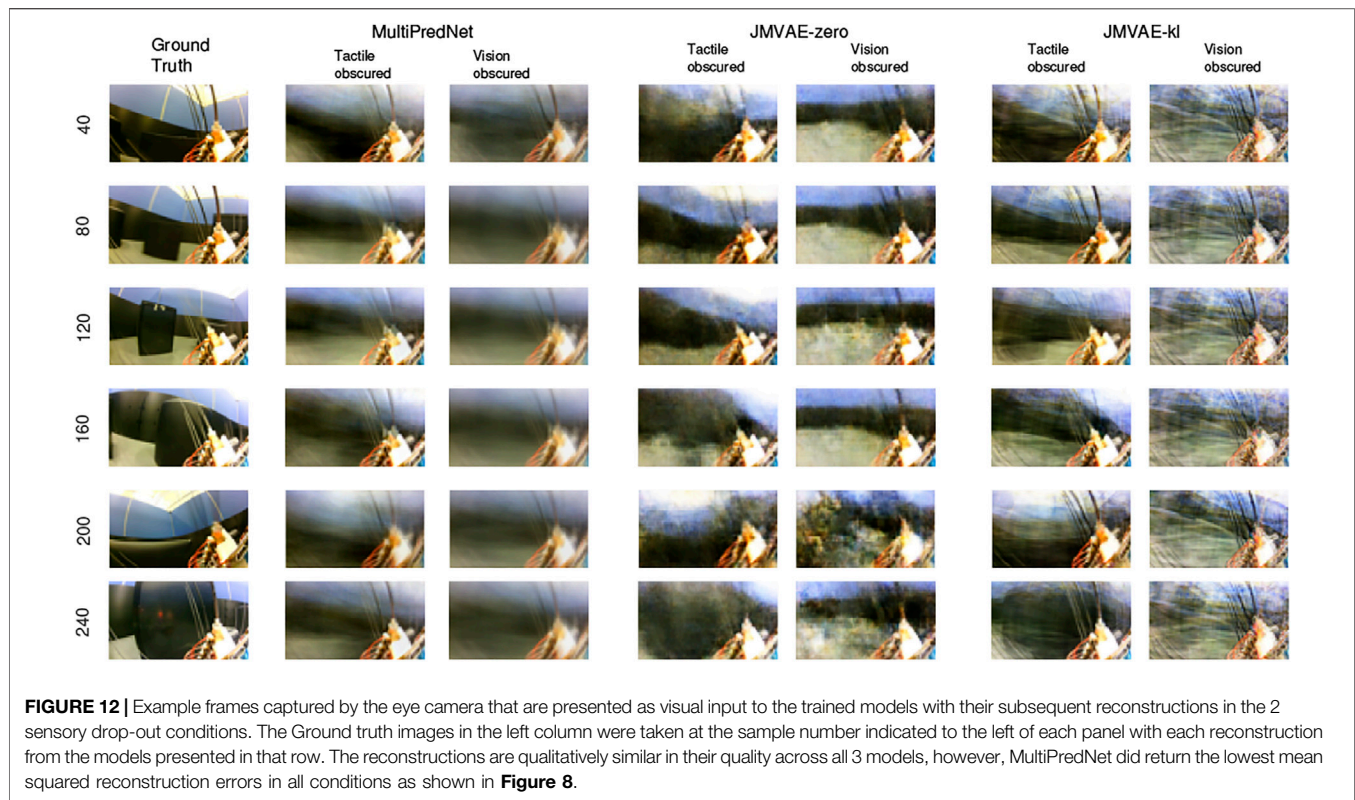 MultiPredNet JMVAE-zero JMVAE-kl
Ground Truth
Tactile obscured Vision obscured Tactile obscured Vision obscured Tactile obscured Vision obscured
40
80
120
160
200
240
FIGURE 12 | Example frames captured by the eye camera that are presented as visual input to the trained models with their subsequent reconstructions in the 2
sensory drop-out conditions. The Ground truth images in the left column were taken at the sample number indicated to the left of each panel with each reconstruction
from the models presented in that row. The reconstructions are qualitatively similar in their quality across all 3 models, however, MultiPredNet did return the lowest mean
squared reconstruction errors in all conditions as shown in Figure 8.